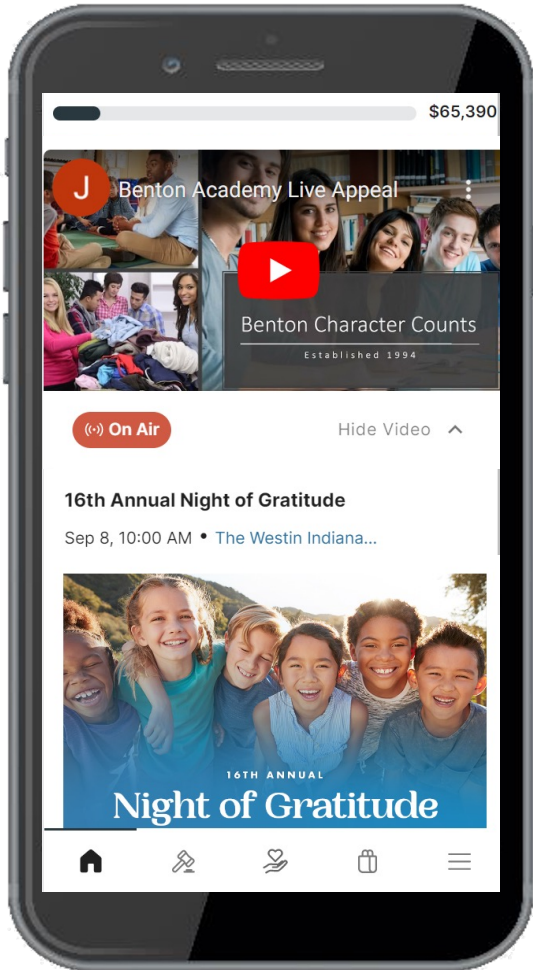 $65,390
J
Benton Academy Live Appeal
Benton Character Counts
Established 1994
On Air
Hide Video
16th Annual Night of Gratitude
Sep 8, 10:00 AM • The Westin Indiana...
16TH ANNUAL
Night of Gratitude